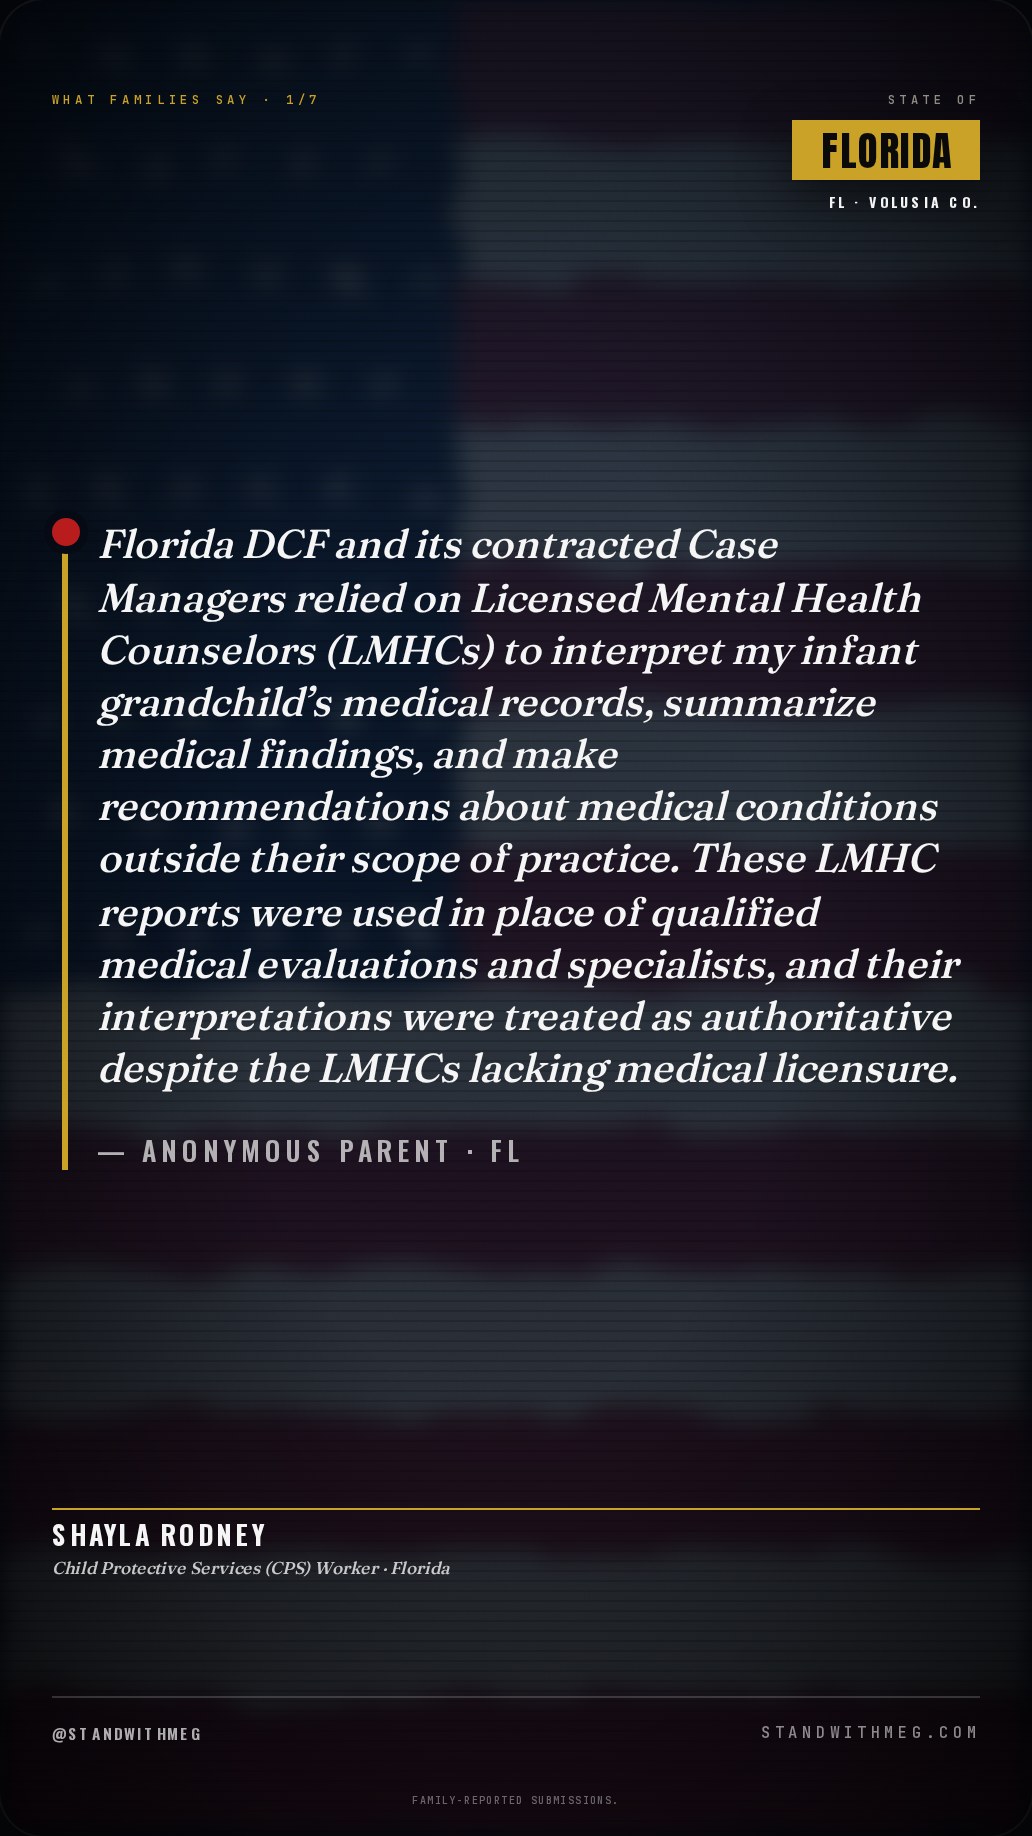 WHAT FAMILIES SAY · 1/7
STATE OF
FLORIDA
FL · VOLUSIA CO.
Florida DCF and its contracted Case
Managers relied on Licensed Mental Health
Counselors (LMHCs) to interpret my infant
grandchild’s medical records, summarize
medical findings, and make
recommendations about medical conditions
outside their scope of practice. These LMHC
reports were used in place of qualified
medical evaluations and specialists, and their
interpretations were treated as authoritative
despite the LMHCs lacking medical licensure.
— ANONYMOUS PARENT · FL
SHAYLA RODNEY
Child Protective Services (CPS) Worker · Florida
@STANDWITHMEG
STANDWITHMEG.COM
FAMILY-REPORTED SUBMISSIONS.